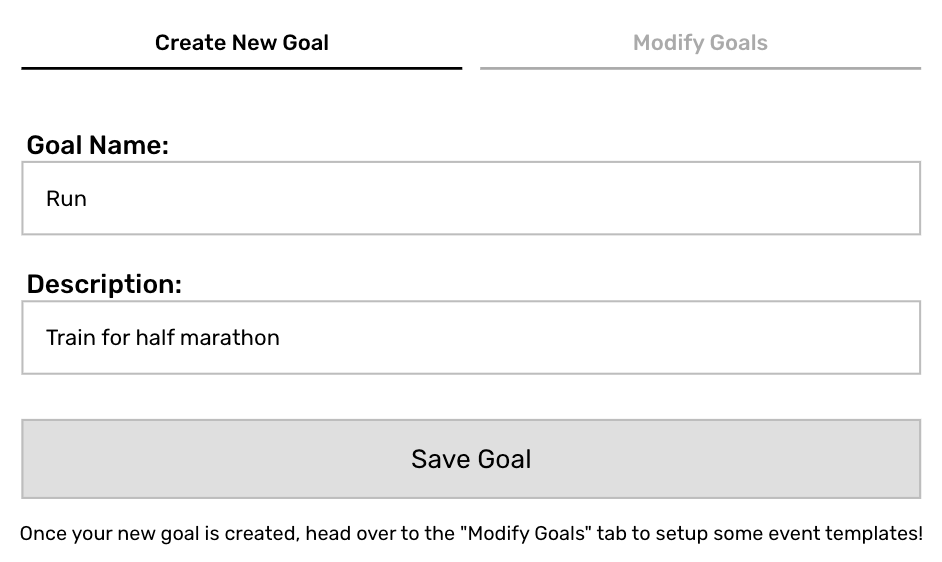 Create New Goal
Modify Goals
Goal Name:
Run
Description:
Train for half marathon
Save Goal
Once your new goal is created, head over to the "Modify Goals" tab to setup some event templates!